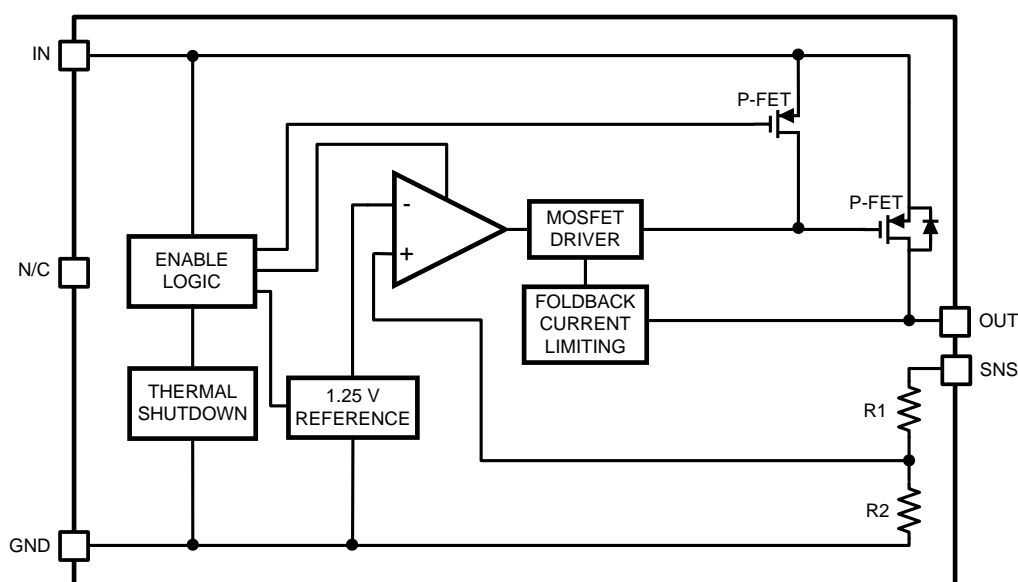 IN
P-FET
P-FET
-
+
MOSFET
DRIVER
N/C
ENABLE
LOGIC
FOLDBACK
CURRENT
LIMITING
OUT
SNS
THERMAL
SHUTDOWN
1.25 V
REFERENCE
R1
R2
GND